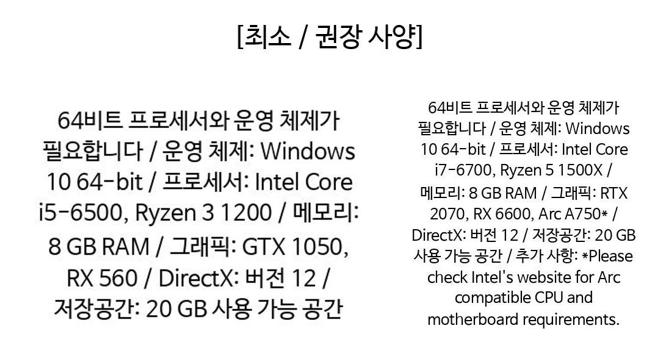 [최소 / 권장 사양]
64비트 프로세서와 운영 체제가
필요합니다 / 운영 체제: Windows
10 64-bit / 프로세서: Intel Core
i5-6500, Ryzen 3 1200 / 메모리:
8 GB RAM / 그래픽: GTX 1050,
RX 560 / DirectX: 버전 12 /
저장공간: 20 GB 사용 가능 공간
64비트 프로세서와 운영 체제가
필요합니다 / 운영 체제: Windows
10 64-bit / 프로세서: Intel Core
i7-6700, Ryzen 5 1500X /
메모리: 8 GB RAM / 그래픽: RTX
2070, RX 6600, Arc A750* /
DirectX: 버전 12 / 저장공간: 20 GB
사용 가능 공간 / 추가 사항: *Please
check Intel's website for Arc
compatible CPU and
motherboard requirements.